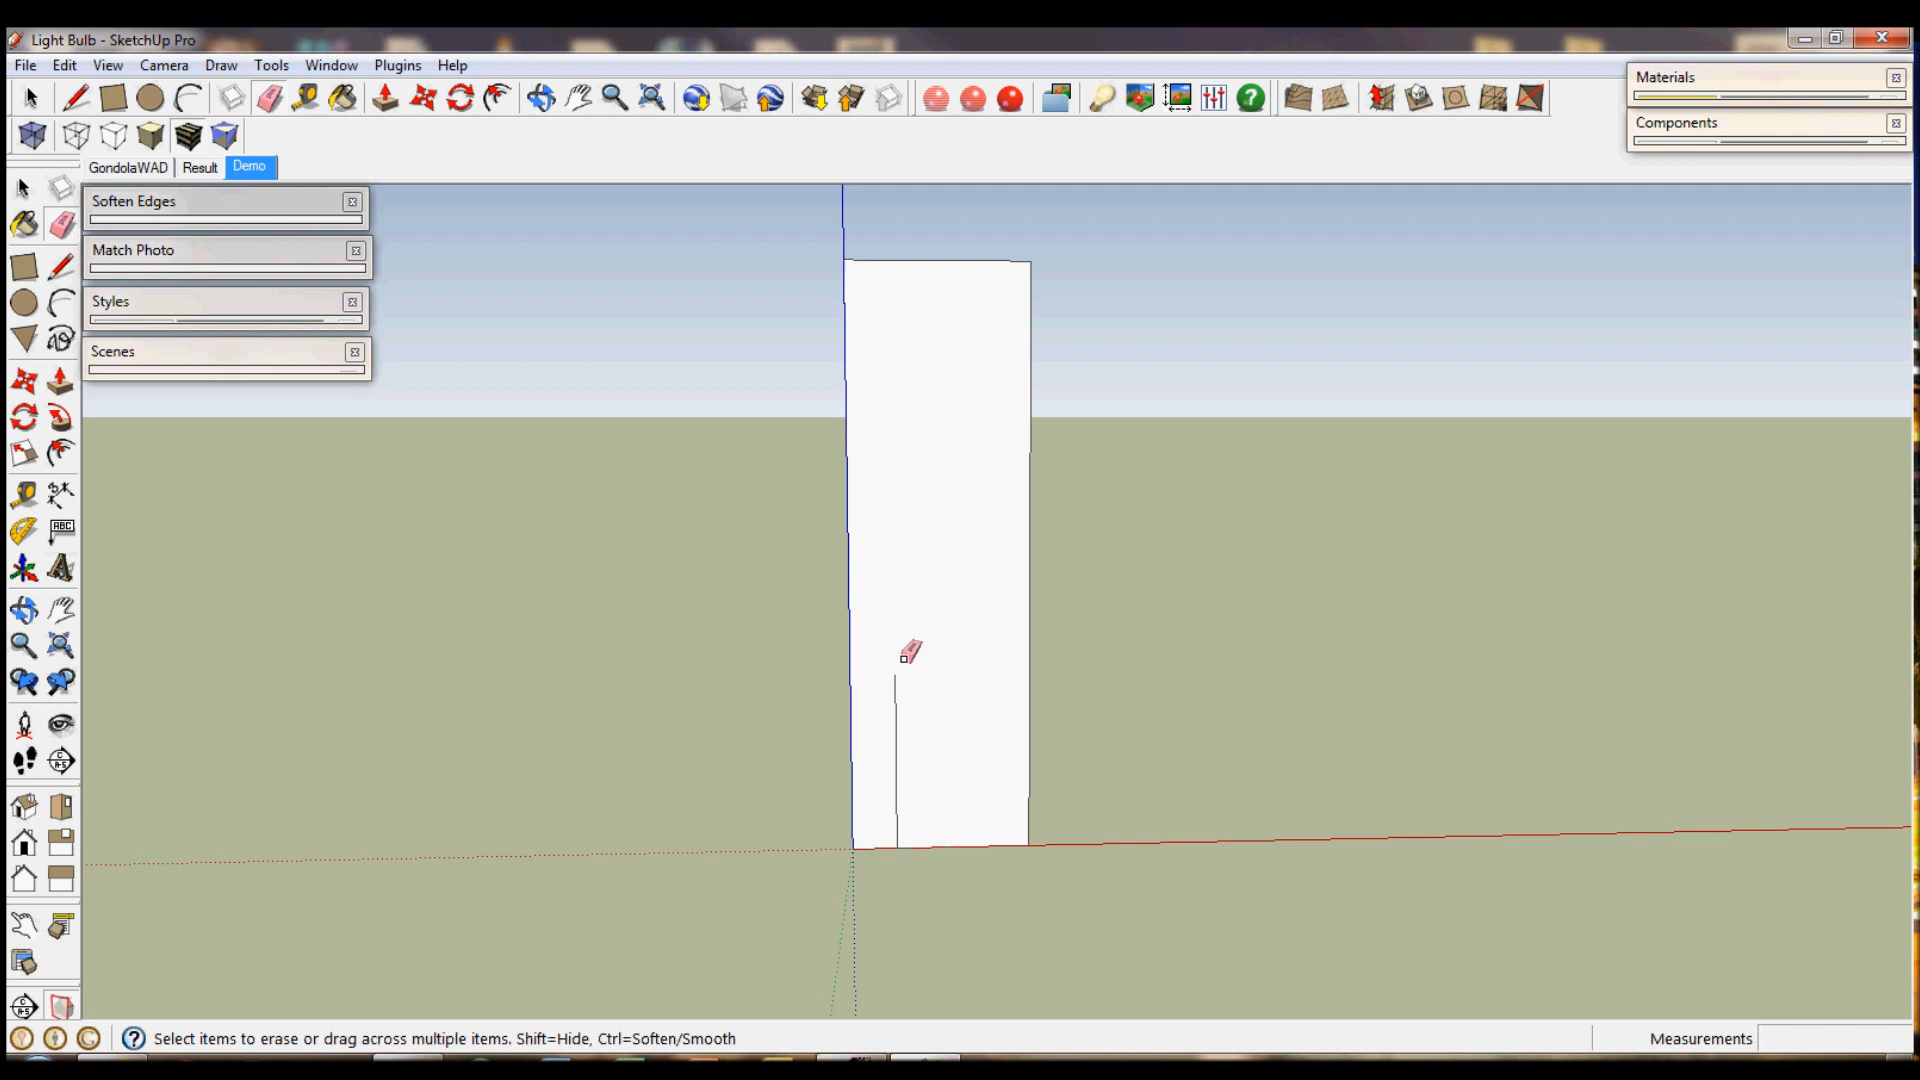 Light Bulb - SketchUp Pro
File Edit View Camera Draw Tools Window Plugins Help
Materials
Components
GondolaWAD Result Demo
Soften Edges
Match Photo
Styles
Scenes
ABC
A
Select items to erase or drag across multiple items. Shift=Hide, Ctrl=Soften/Smooth
Measurements